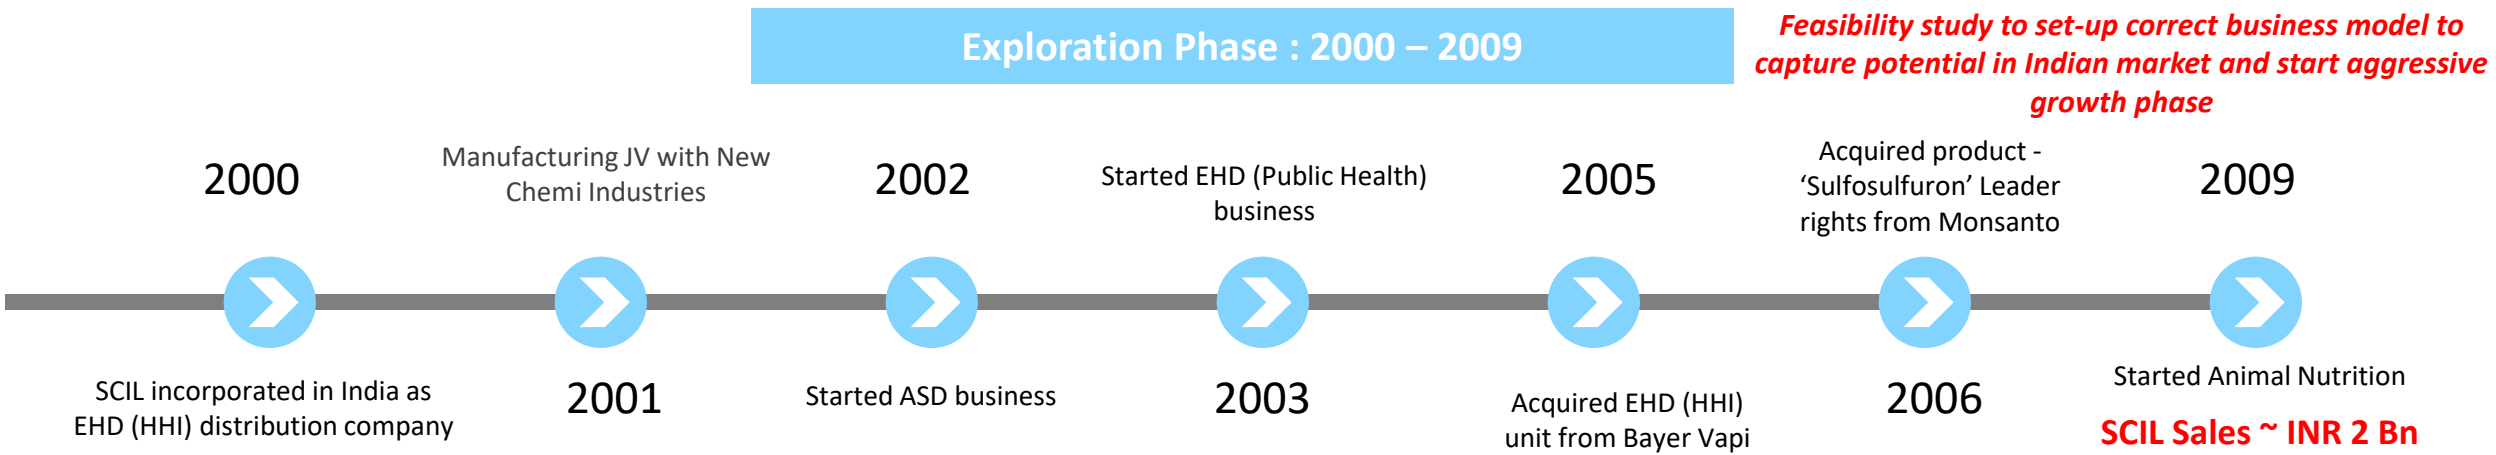 Exploration Phase : 2000 – 2009
Feasibility study to set-up correct business model to
capture potential in Indian market and start aggressive
growth phase
2000
SCIL incorporated in India as
EHD (HHI) distribution company
Manufacturing JV with New
Chemi Industries
2001
2002
Started ASD business
Started EHD (Public Health)
business
2003
2005
Acquired EHD (HHI)
unit from Bayer Vapi
Acquired product -
‘Sulfosulfuron’ Leader
rights from Monsanto
2006
2009
Started Animal Nutrition
SCIL Sales ~ INR 2 Bn